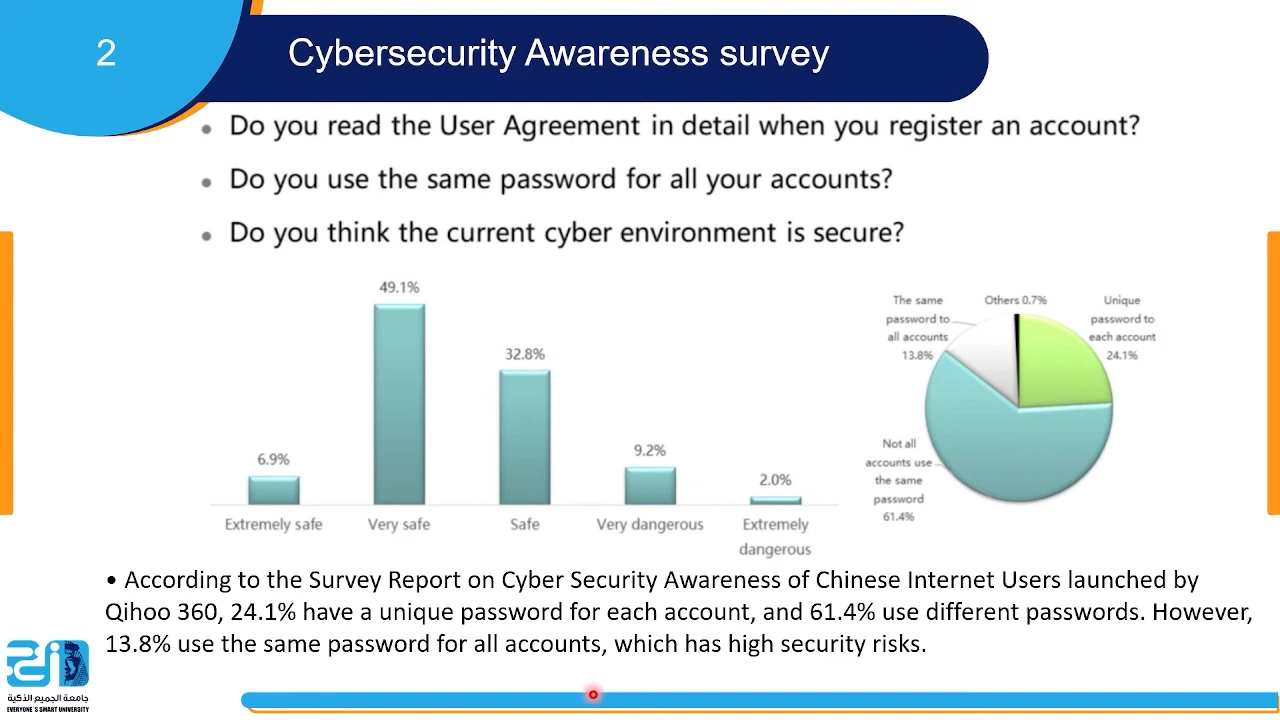 2
Cybersecurity Awareness survey
• Do you read the User Agreement in detail when you register an account?
• Do you use the same password for all your accounts?
• Do you think the current cyber environment is secure?
49.1%
32.8%
6.9%
9.2%
2.0%
Extremely safe
Very safe
Safe
Very dangerous
Extremely
dangerous
The same
password to
all accounts
13.8%
Others 0.7%
Unique
password to
each account
24.1%
Not all
accounts use
the same
password
61.4%
• According to the Survey Report on Cyber Security Awareness of Chinese Internet Users launched by
Qihoo 360, 24.1% have a unique password for each account, and 61.4% use different passwords. However,
13.8% use the same password for all accounts, which has high security risks.
جامعة الجميع الذكية
EVERYONE'S SMART UNIVERSITY